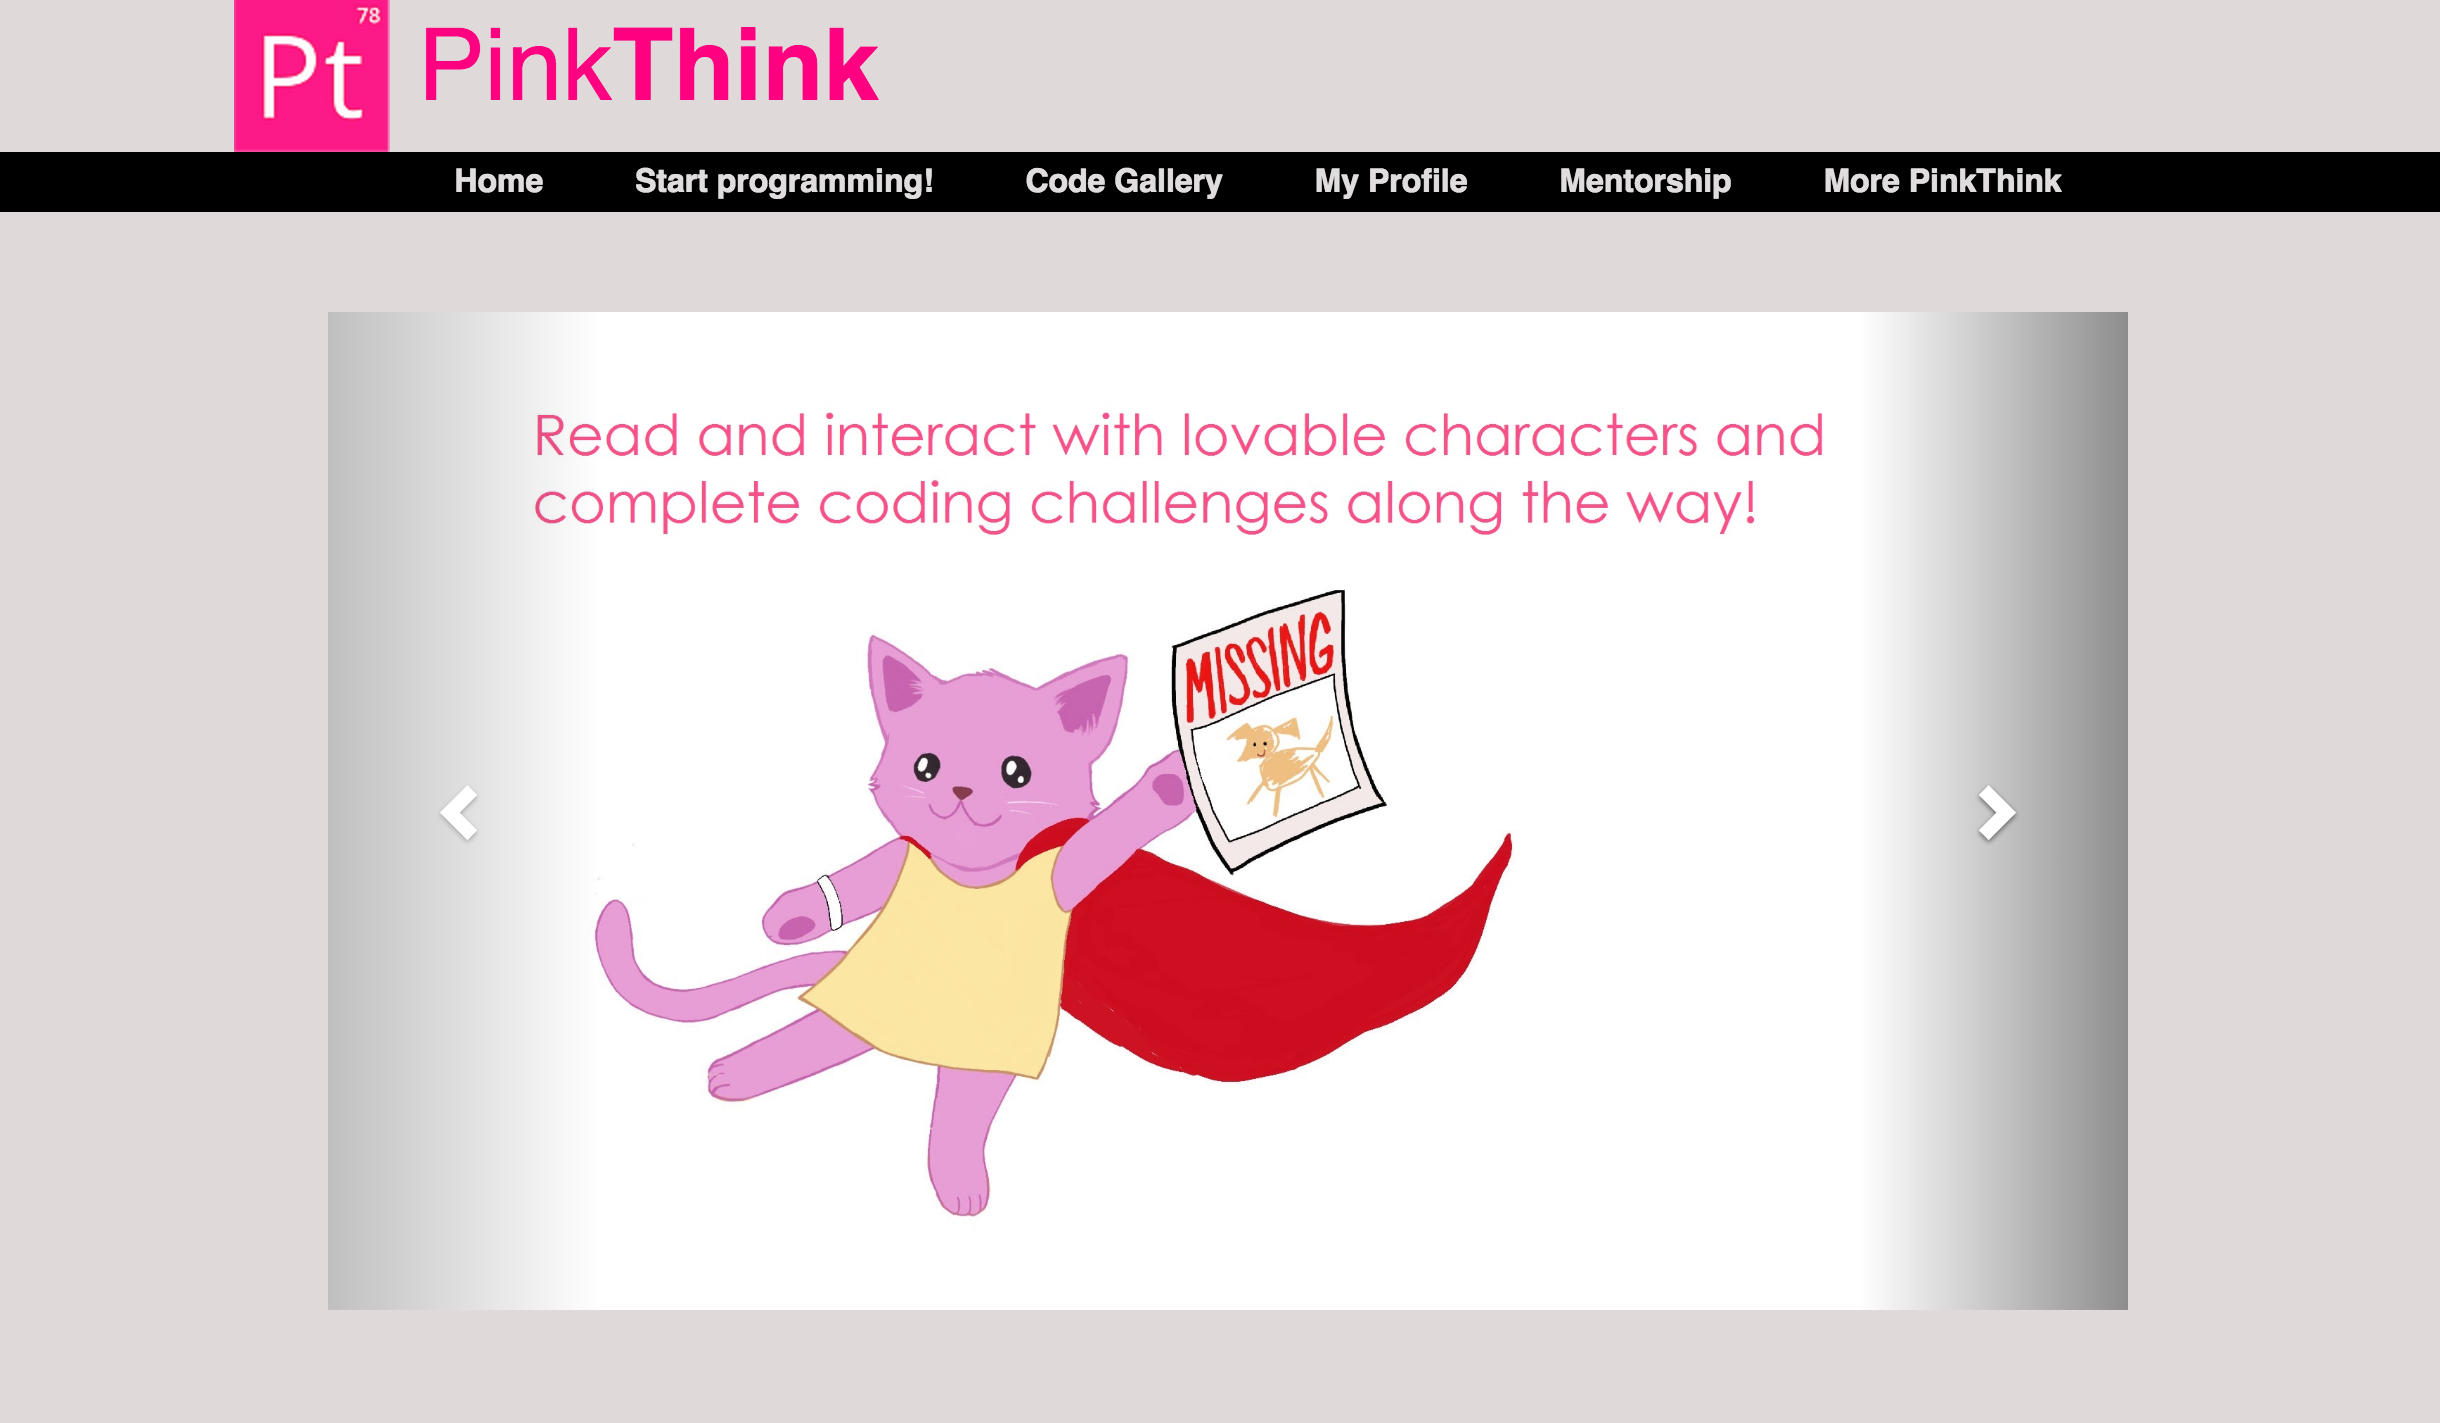 78
Pt
PinkThink
Home Start programming! Code Gallery My Profile Mentorship More PinkThink
Read and interact with lovable characters and
complete coding challenges along the way!
MISSING